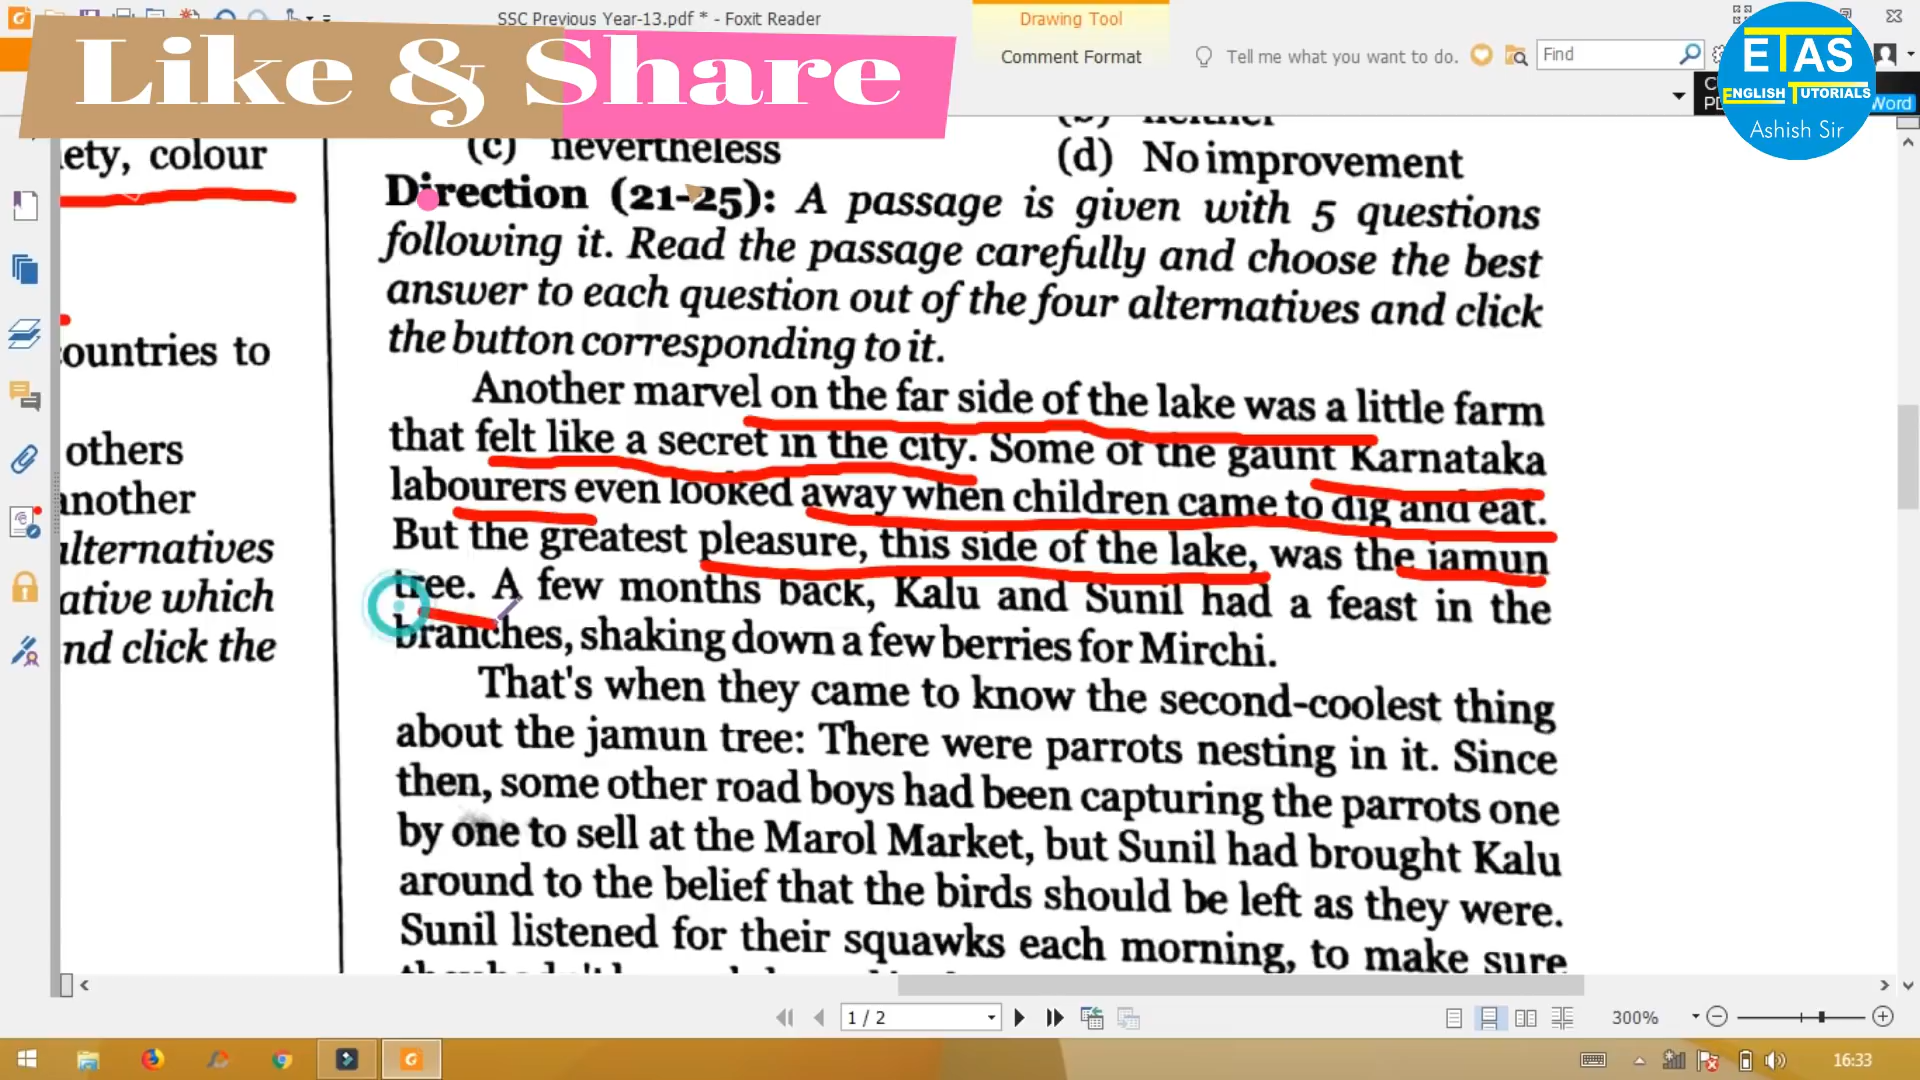 SSC Previous Year-13.pdf * - Foxit Reader
Drawing Tool
Like & Share
Comment Format
Tell me what you want to do.
Find
ETAS
ENGLISH TUTORIALS
Ashish Sir
Word
ety, colour
ountries to
others
another
alternatives
ative which
nd click the
(b) neither
(c) nevertheless
(d) No improvement
Direction (21-25): A passage is given with 5 questions
following it. Read the passage carefully and choose the best
answer to each question out of the four alternatives and click
the button corresponding to it.
Another marvel on the far side of the lake was a little farm
that felt like a secret in the city. Some of the gaunt Karnataka
labourers even looked away when children came to dig and eat.
But the greatest pleasure, this side of the lake, was the jamun
tree. A few months back, Kalu and Sunil had a feast in the
branches, shaking down a few berries for Mirchi.
That's when they came to know the second-coolest thing
about the jamun tree: There were parrots nesting in it. Since
then, some other road boys had been capturing the parrots one
by one to sell at the Marol Market, but Sunil had brought Kalu
around to the belief that the birds should be left as they were.
Sunil listened for their squawks each morning, to make sure
1 / 2
300%
16:33